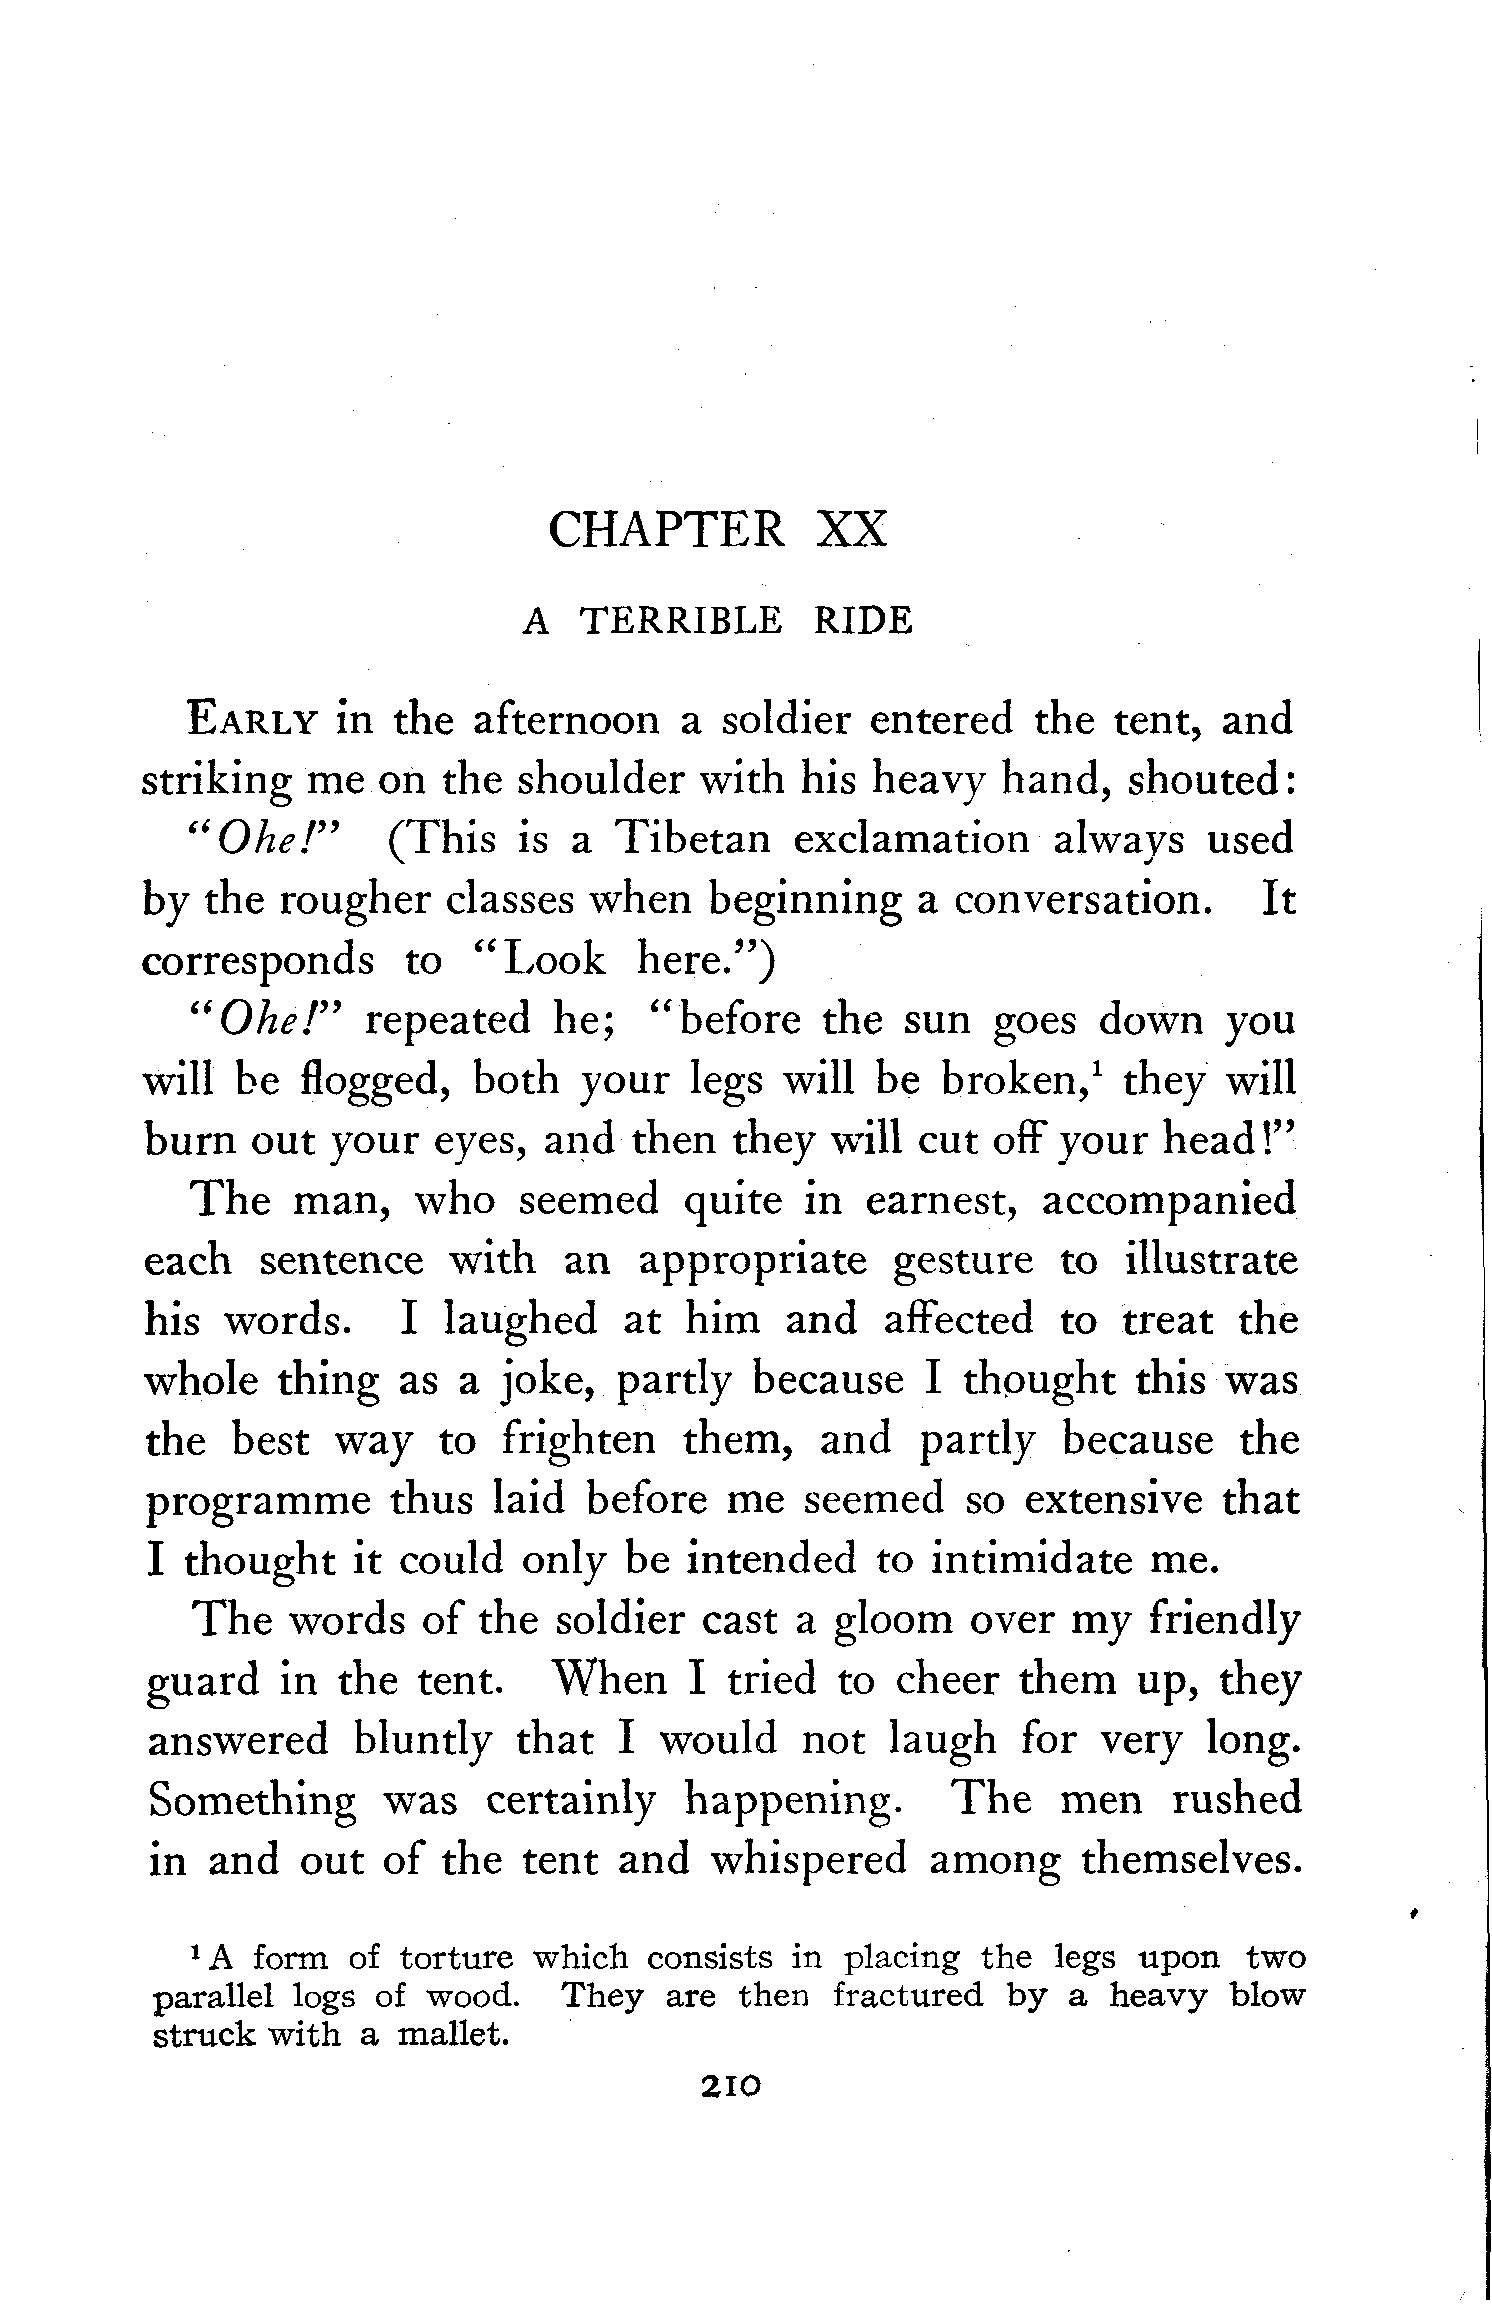 CHAPTER XX
A TERRIBLE RIDE
EARLY in the afternoon a soldier entered the tent, and
striking me on the shoulder with his heavy hand, shouted:
"Ohe!" (This is a Tibetan exclamation always used
by the rougher classes when beginning a conversation. It
corresponds to "Look here.")
"Ohe!" repeated he; "before the sun goes down you
will be flogged, both your legs will be broken,¹ they will
burn out your eyes, and then they will cut off your head!"
The man, who seemed quite in earnest, accompanied
each sentence with an appropriate gesture to illustrate
his words. I laughed at him and affected to treat the
whole thing as a joke, partly because I thought this was
the best way to frighten them, and partly because the
programme thus laid before me seemed so extensive that
I thought it could only be intended to intimidate me.
The words of the soldier cast a gloom over my friendly
guard in the tent. When I tried to cheer them up, they
answered bluntly that I would not laugh for very long.
Something was certainly happening. The men rushed
in and out of the tent and whispered among themselves.
¹ A form of torture which consists in placing the legs upon two
parallel logs of wood. They are then fractured by a heavy blow
struck with a mallet.
210